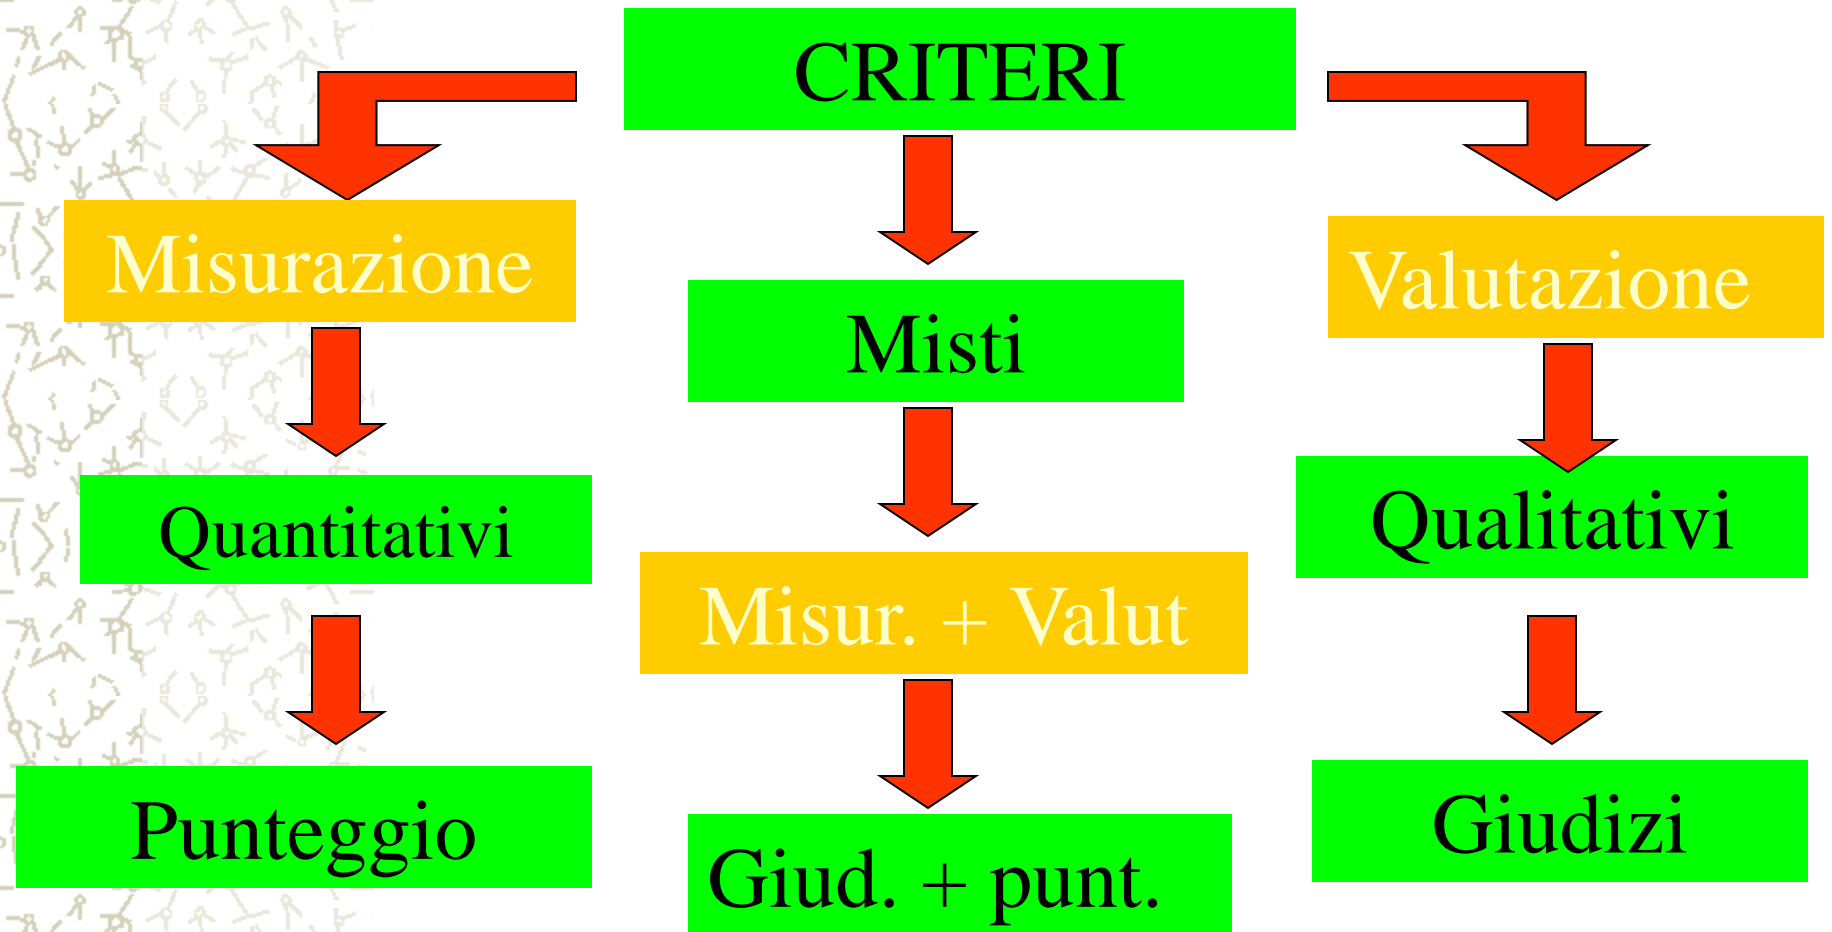 CRITERI
Misurazione
Misti
Valutazione
Quantitativi
Misur. + Valut
Qualitativi
Punteggio
Giud. + punt.
Giudizi